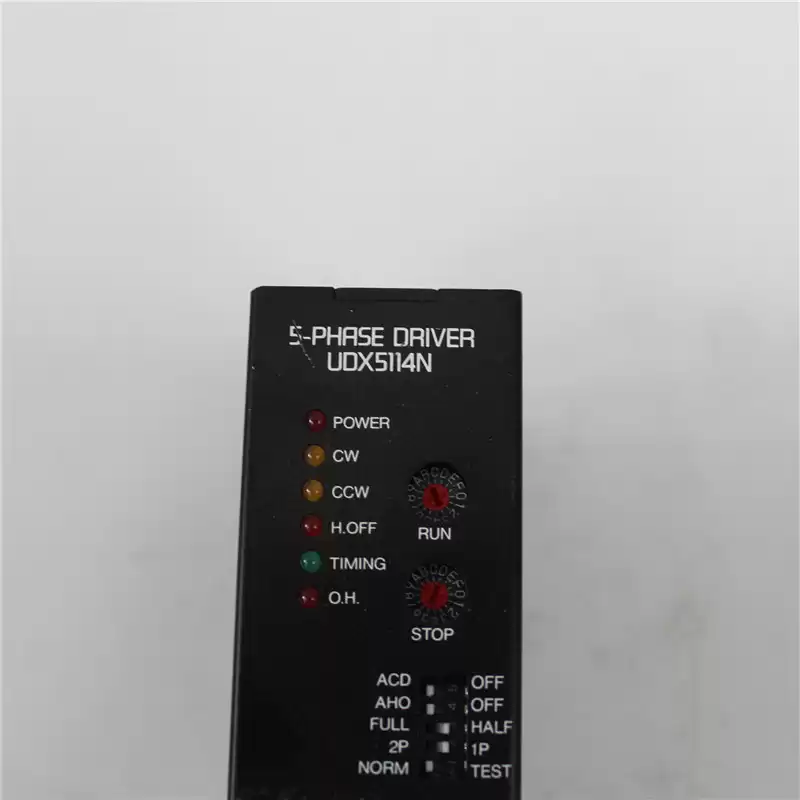 5-PHASE DRIVER
UDX5114N
POWER
CW
CCW
H.OFF
TIMING
O.H.
RUN
STOP
ACD OFF
AHO OFF
FULL HALF
2P 1P
NORM TEST